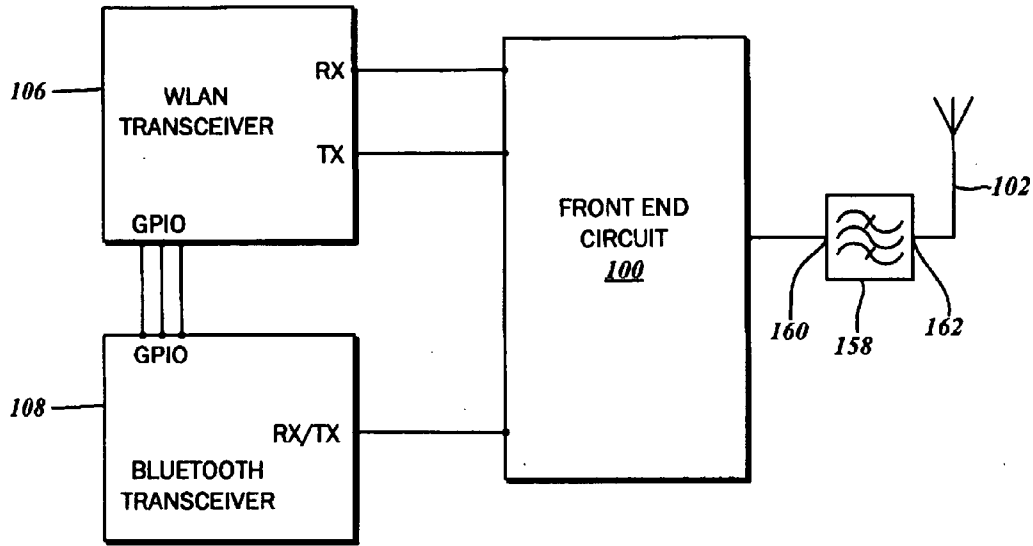 106
WLAN
TRANSCEIVER
RX
TX
GPIO
FRONT END
CIRCUIT
100
102
160
158
162
GPIO
108
RX/TX
BLUETOOTH
TRANSCEIVER